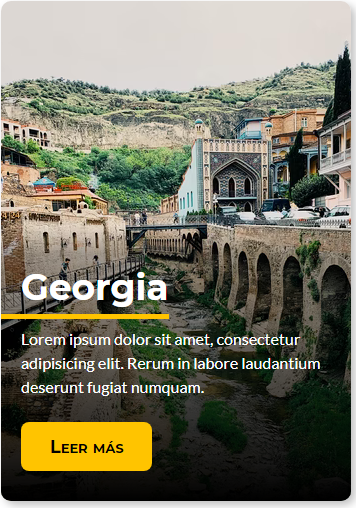 Georgia
Lorem ipsum dolor sit amet, consectetur
adipisicing elit. Rerum in labore laudantium
deserunt fugiat numquam.
Leer más